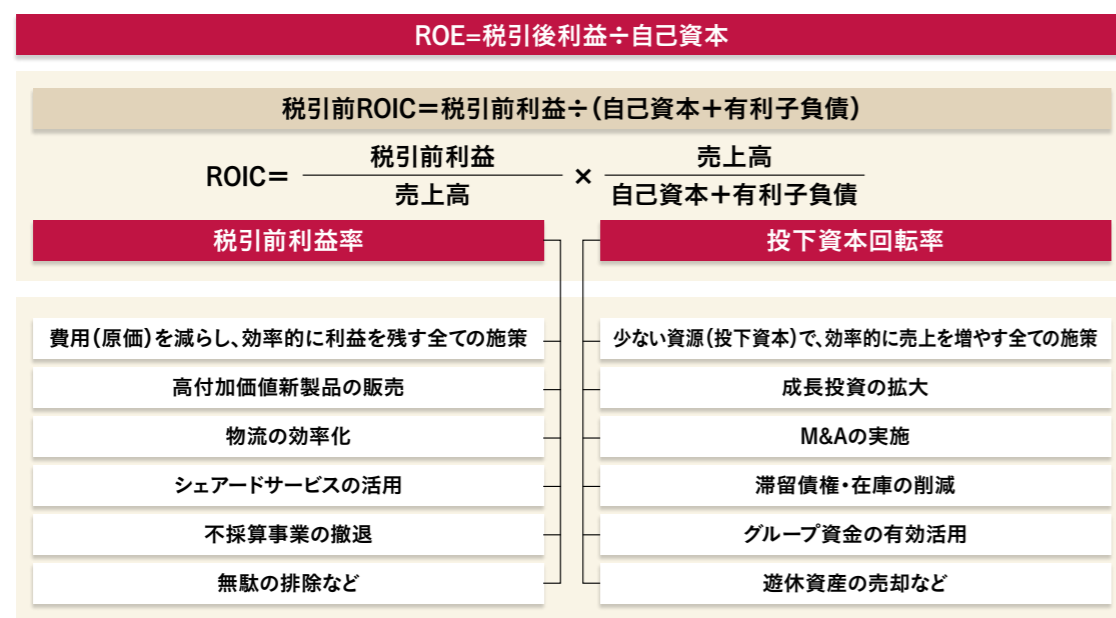 ROE=税引後利益÷自己資本
税引前ROIC=税引前利益÷(自己資本+有利子負債)
ROIC= 税引前利益 × 売上高
売上高 自己資本+有利子負債
税引前利益率
投下資本回転率
費用(原価)を減らし、効率的に利益を残す全ての施策
高付加価値新製品の販売
物流の効率化
シェアードサービスの活用
不採算事業の撤退
無駄の排除など
少ない資源(投下資本)で、効率的に売上を増やす全ての施策
成長投資の拡大
M&Aの実施
滞留債権・在庫の削減
グループ資金の有効活用
遊休資産の売却など